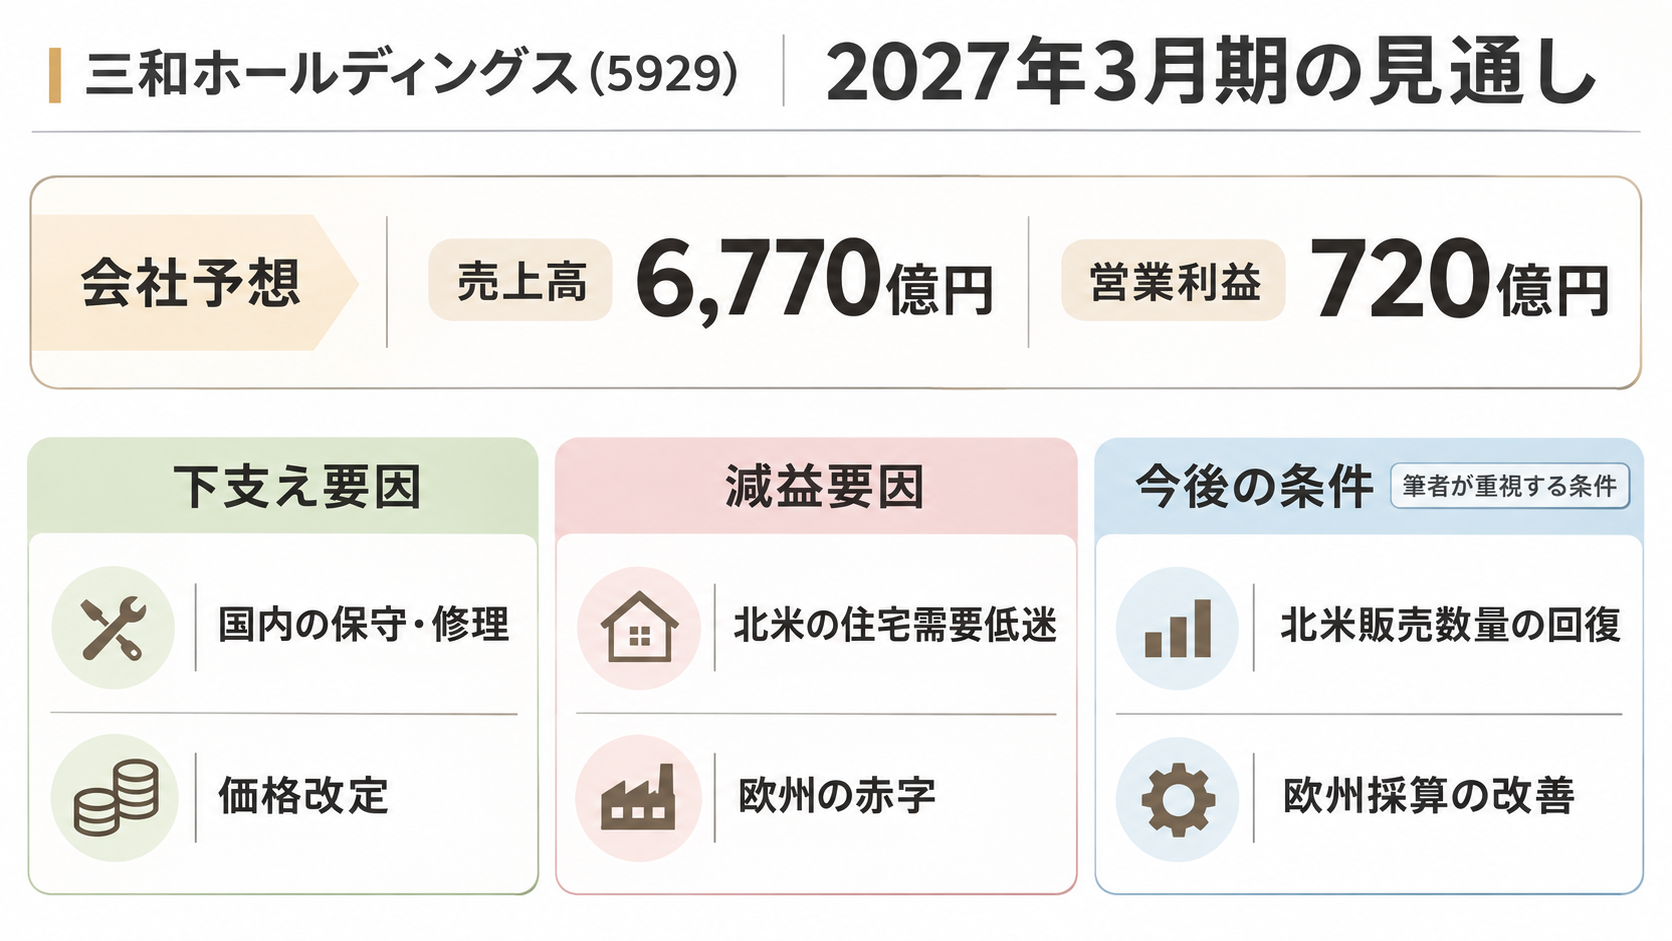 三和ホールディングス(5929)
2027年3月期の見通し
会社予想
売上高
6,770億円
営業利益
720億円
下支え要因
国内の保守・修理
価格改定
減益要因
北米の住宅需要低迷
欧州の赤字
今後の条件
筆者が重視する条件
北米販売数量の回復
欧州採算の改善